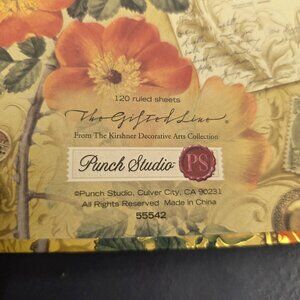 120 ruled sheets
The Gifted Line®
From The Kirshner Decorative Arts Collection
Punch Studio PS
©Punch Studio, Culver City, CA 90231
All Rights Reserved Made in China
55542